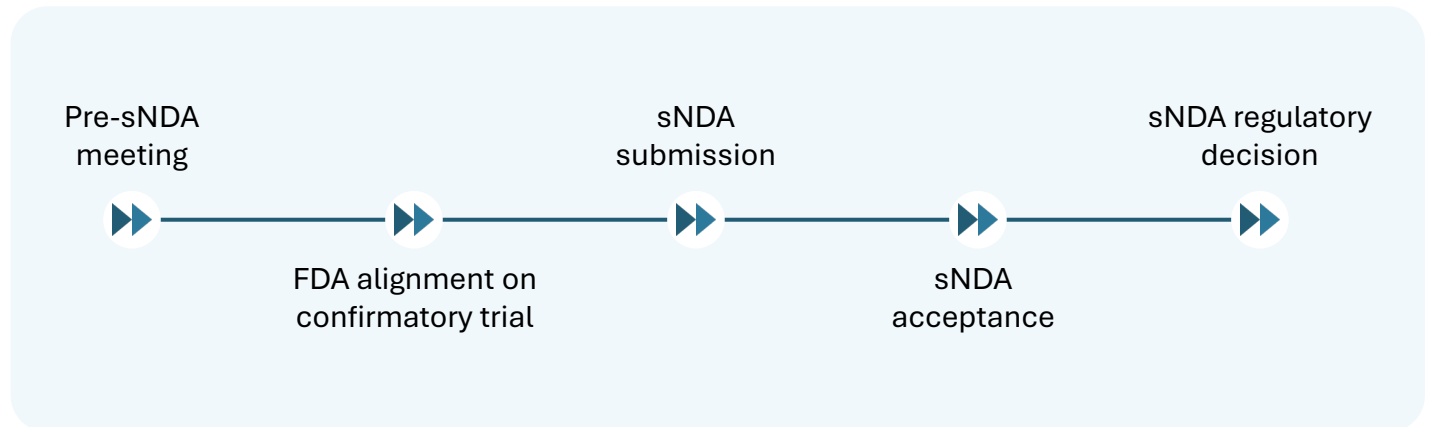 Pre-sNDA
meeting
FDA alignment on
confirmatory trial
sNDA
submission
sNDA
acceptance
sNDA regulatory
decision